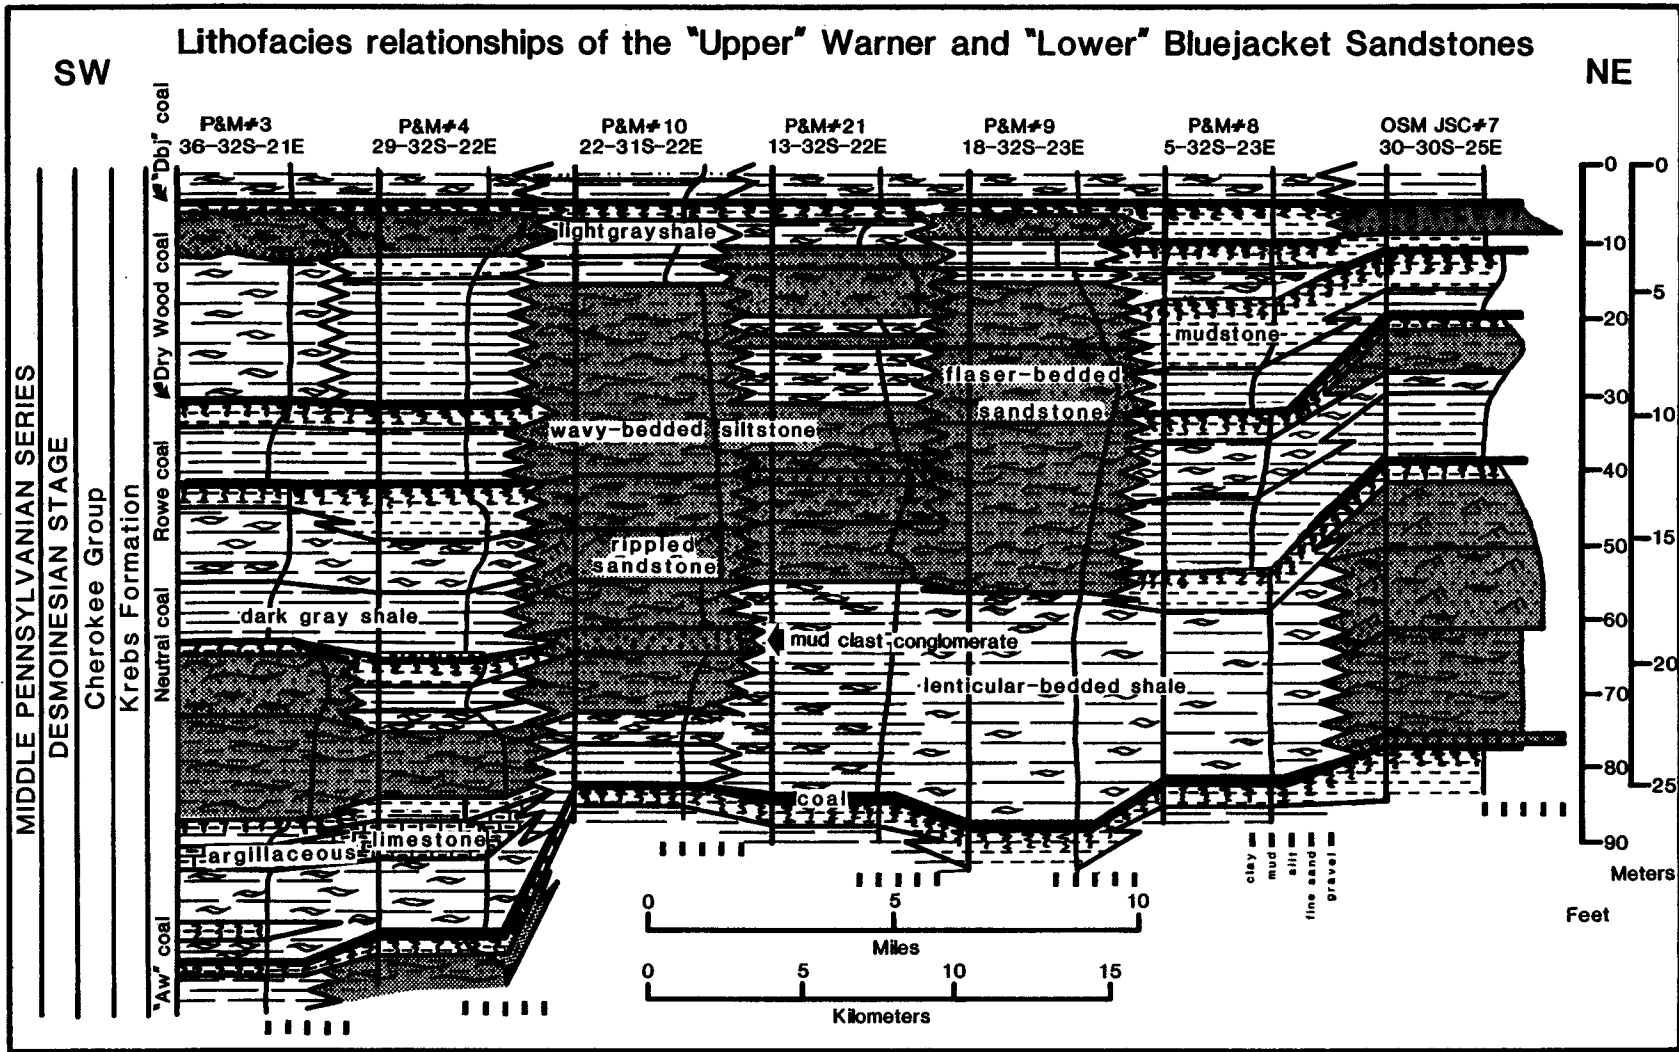 Lithofacies relationships of the "Upper" Warner and "Lower" Bluejacket Sandstones
SW
NE
P&M#3
36-32S-21E
P&M#4
29-32S-22E
P&M#10
22-31S-22E
P&M#21
13-32S-22E
P&M#9
18-32S-23E
P&M#8
5-32S-23E
OSM JSC#7
30-30S-25E
MIDDLE PENNSYLVANIAN SERIES
DESMOINESIAN STAGE
Cherokee Group
Krebs Formation
"Dbj" coal
Dry Wood coal
Rowe coal
Neutral coal
"Aw" coal
light gray shale
mudstone
flaser-bedded
sandstone
wavy-bedded siltstone
rippled
sandstone
dark gray shale
mud clast-conglomerate
lenticular-bedded shale
coal
argillaceous limestone
clay
mud
silt
fine sand
gravel
0
10
20
30
40
50
60
70
80
90
0
5
10
15
20
25
Meters
Feet
0 5 10
Miles
0 5 10 15
Kilometers